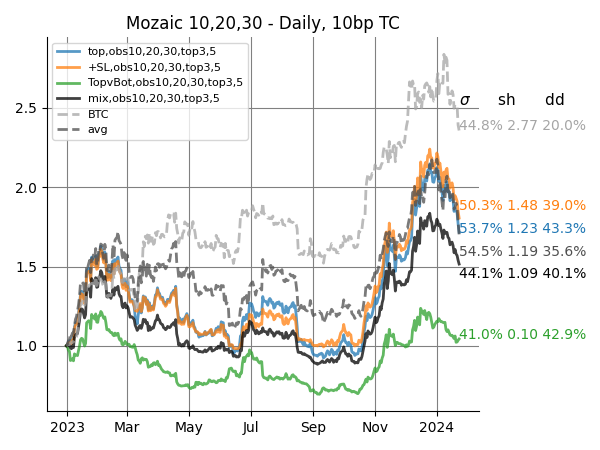 Mozaic 10,20,30 - Daily, 10bp TC
top,obs10,20,30,top3,5
+SL,obs10,20,30,top3,5
TopvBot,obs10,20,30,top3,5
mix,obs10,20,30,top3,5
BTC
avg
σ sh dd
44.8% 2.77 20.0%
50.3% 1.48 39.0%
53.7% 1.23 43.3%
54.5% 1.19 35.6%
44.1% 1.09 40.1%
41.0% 0.10 42.9%
2.5
2.0
1.5
1.0
2023 Mar May Jul Sep Nov 2024